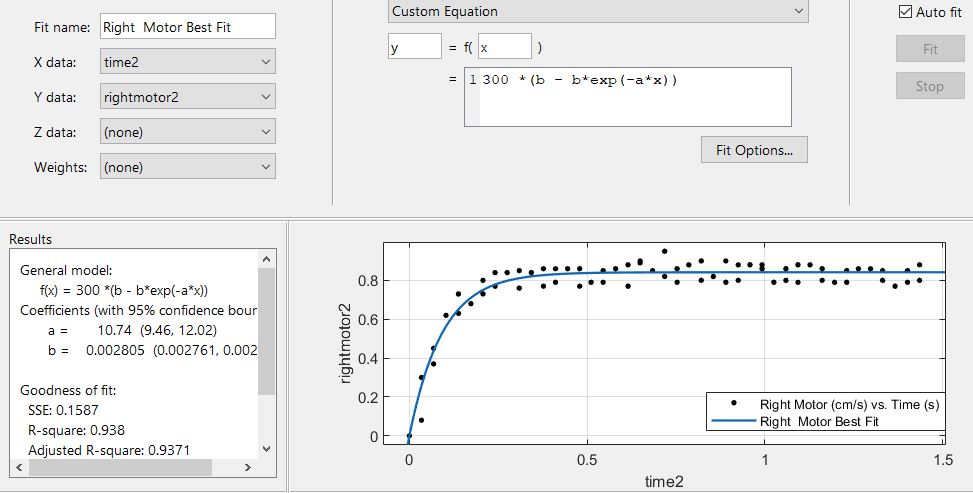 Fit name: Right  Motor Best Fit
X data: time2
Y data: rightmotor2
Z data: (none)
Weights: (none)
Custom Equation
y = f( x )
= 1 300 *(b - b*exp(-a*x))
Fit Options...
Auto fit
Fit
Stop
Results
General model:
f(x) = 300 *(b - b*exp(-a*x))
Coefficients (with 95% confidence bour
a = 10.74 (9.46, 12.02)
b = 0.002805 (0.002761, 0.002
Goodness of fit:
SSE: 0.1587
R-square: 0.938
Adjusted R-square: 0.9371
rightmotor2
0.8
0.6
0.4
0.2
0
0 0.5 1 1.5
time2
Right Motor (cm/s) vs. Time (s)
Right  Motor Best Fit